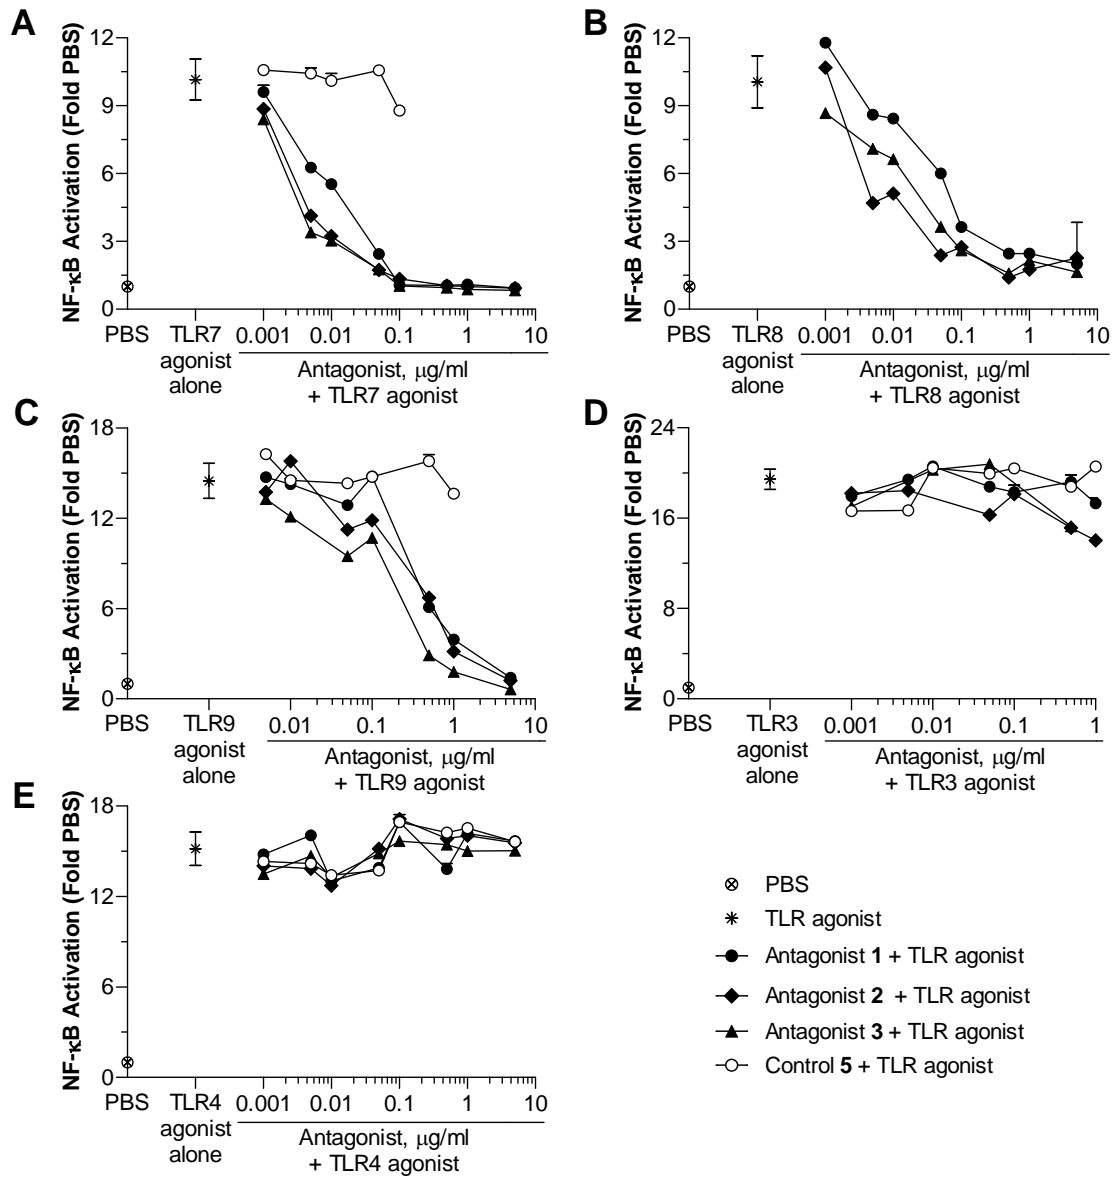 A
NF-κB Activation (Fold PBS)
12
9
6
3
0
PBS
TLR7
agonist
alone
0.001
0.01
0.1
1
10
Antagonist, μg/ml
+ TLR7 agonist
B
NF-κB Activation (Fold PBS)
12
9
6
3
0
PBS
TLR8
agonist
alone
0.001
0.01
0.1
1
10
Antagonist, μg/ml
+ TLR8 agonist
C
NF-κB Activation (Fold PBS)
18
12
6
0
PBS
TLR9
agonist
alone
0.01
0.1
1
10
Antagonist, μg/ml
+ TLR9 agonist
D
NF-κB Activation (Fold PBS)
24
16
8
0
PBS
TLR3
agonist
alone
0.001
0.01
0.1
1
Antagonist, μg/ml
+ TLR3 agonist
E
NF-κB Activation (Fold PBS)
18
12
6
0
PBS
TLR4
agonist
alone
0.001
0.01
0.1
1
10
Antagonist, μg/ml
+ TLR4 agonist
PBS
TLR agonist
Antagonist 1 + TLR agonist
Antagonist 2 + TLR agonist
Antagonist 3 + TLR agonist
Control 5 + TLR agonist